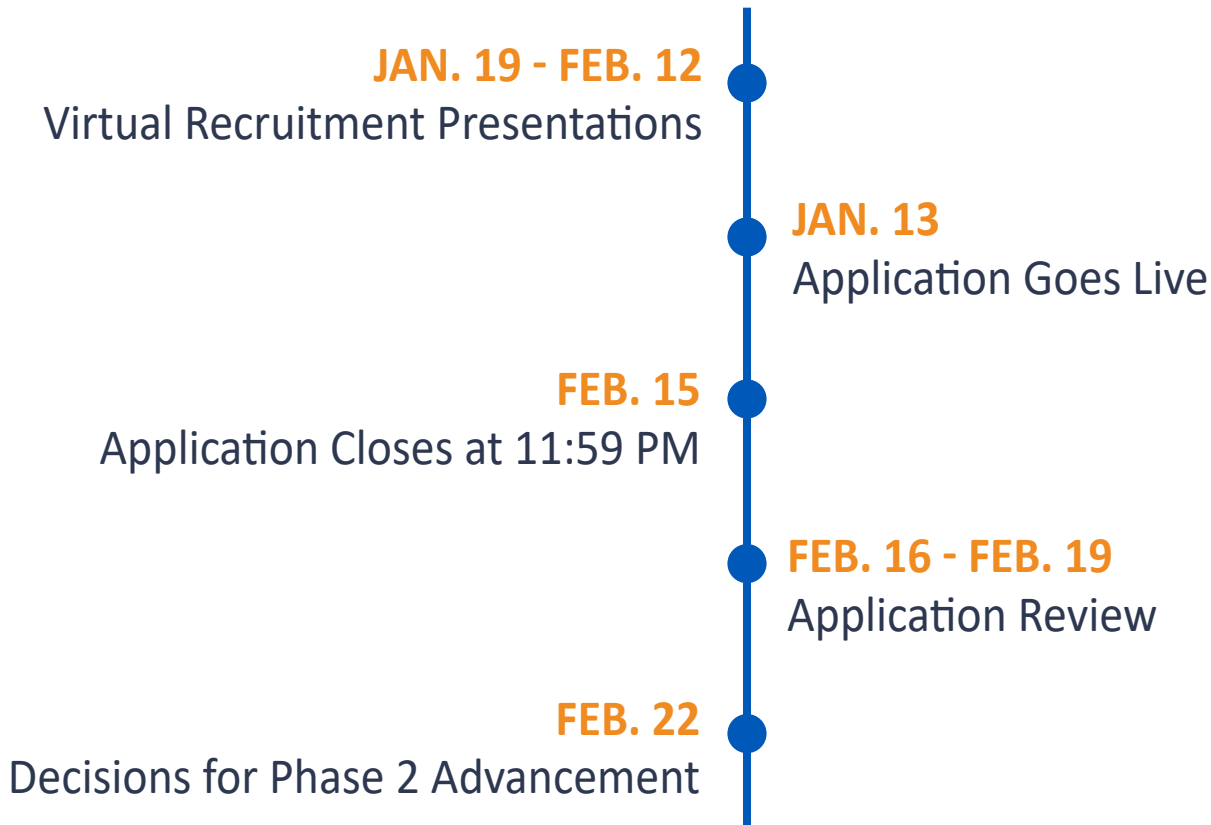 JAN. 19 - FEB. 12
Virtual Recruitment Presentations
JAN. 13
Application Goes Live
FEB. 15
Application Closes at 11:59 PM
FEB. 16 - FEB. 19
Application Review
FEB. 22
Decisions for Phase 2 Advancement